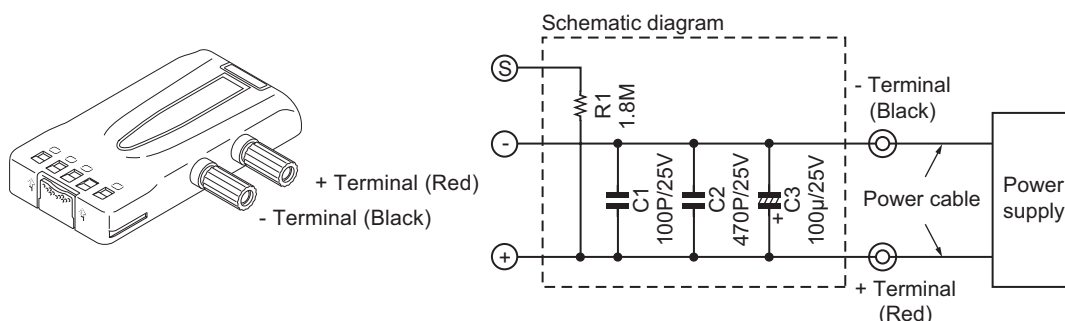 Schematic diagram
S
R1
1.8M
- Terminal
(Black)
-
C1
100P/25V
C2
470P/25V
+
C3
100µ/25V
Power cable
Power
supply
+
+ Terminal
(Red)
+ Terminal (Red)
- Terminal (Black)